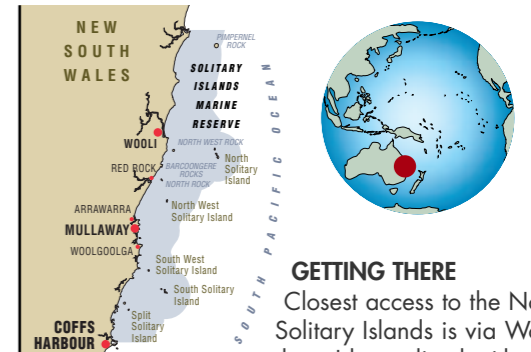 NEW
SOUTH
WALES
PIMPERNEL
ROCK
SOLITARY
ISLANDS
MARINE
RESERVE
SOUTH PACIFIC OCEAN
WOOLI
NORTH WEST ROCK
North
Solitary
Island
RED ROCK
BARCOONGERE
ROCKS
NORTH ROCK
ARRAWARRA
North West
Solitary Island
MULLAWAY
WOOLGOOLGA
South West
Solitary Island
South Solitary
Island
Split
Solitary
Island
COFFS
HARBOUR
GETTING THERE
Closest access to the
Solitary Islands is via